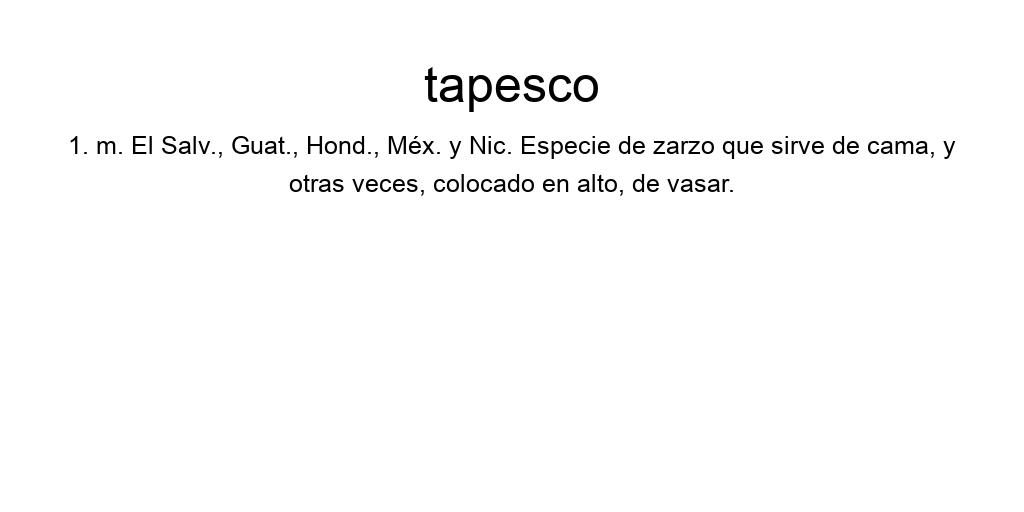 tapesco
1. m. El Salv., Guat., Hond., Méx. y Nic. Especie de zarzo que sirve de cama, y
otras veces, colocado en alto, de vasar.